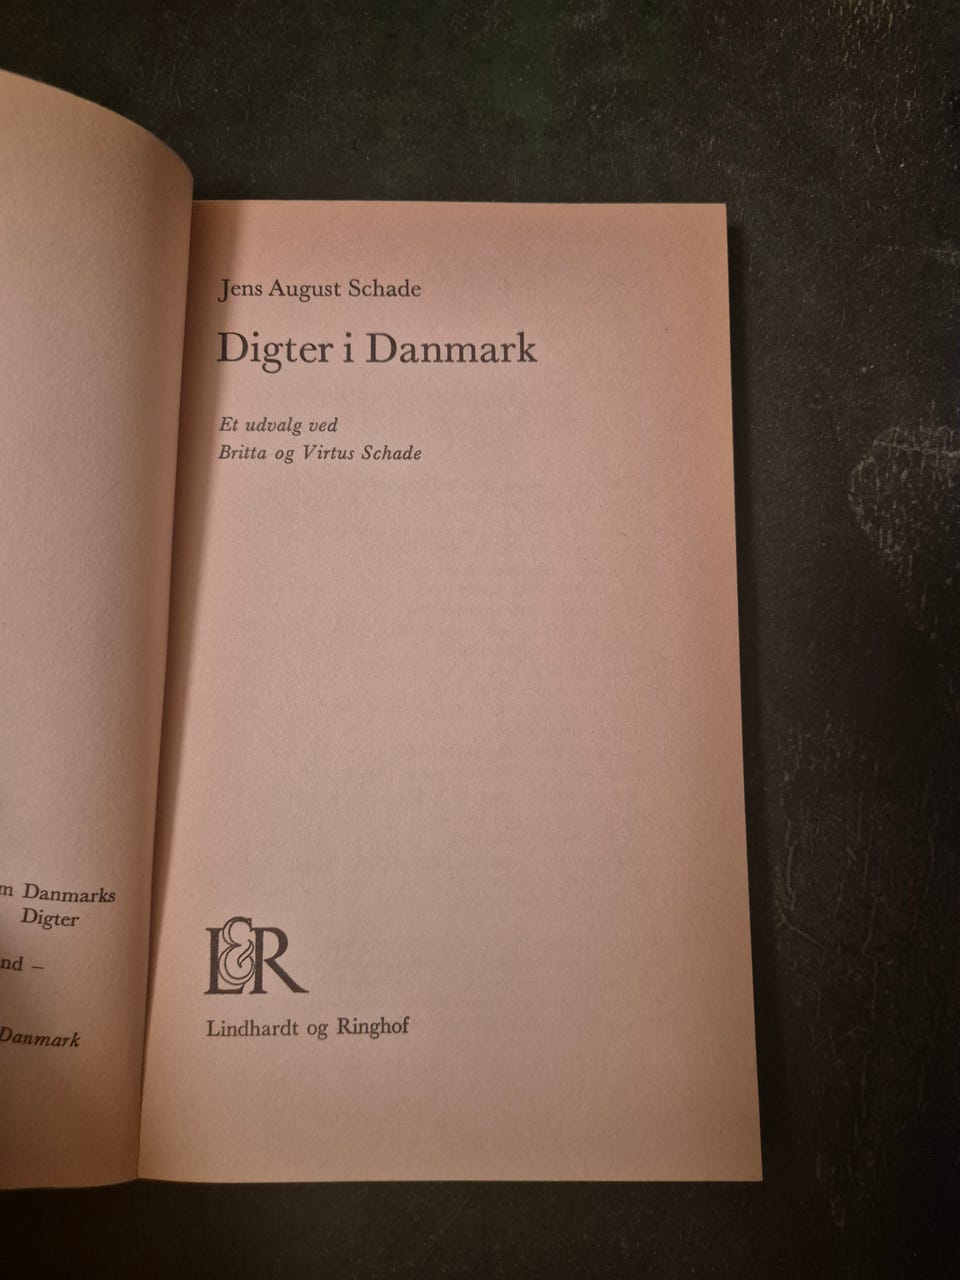 Danmarks
Digter
–
Danmark
Jens August Schade
Digter i Danmark
Et udvalg ved
Britta og Virtus Schade
L&R
Lindhardt og Ringhof